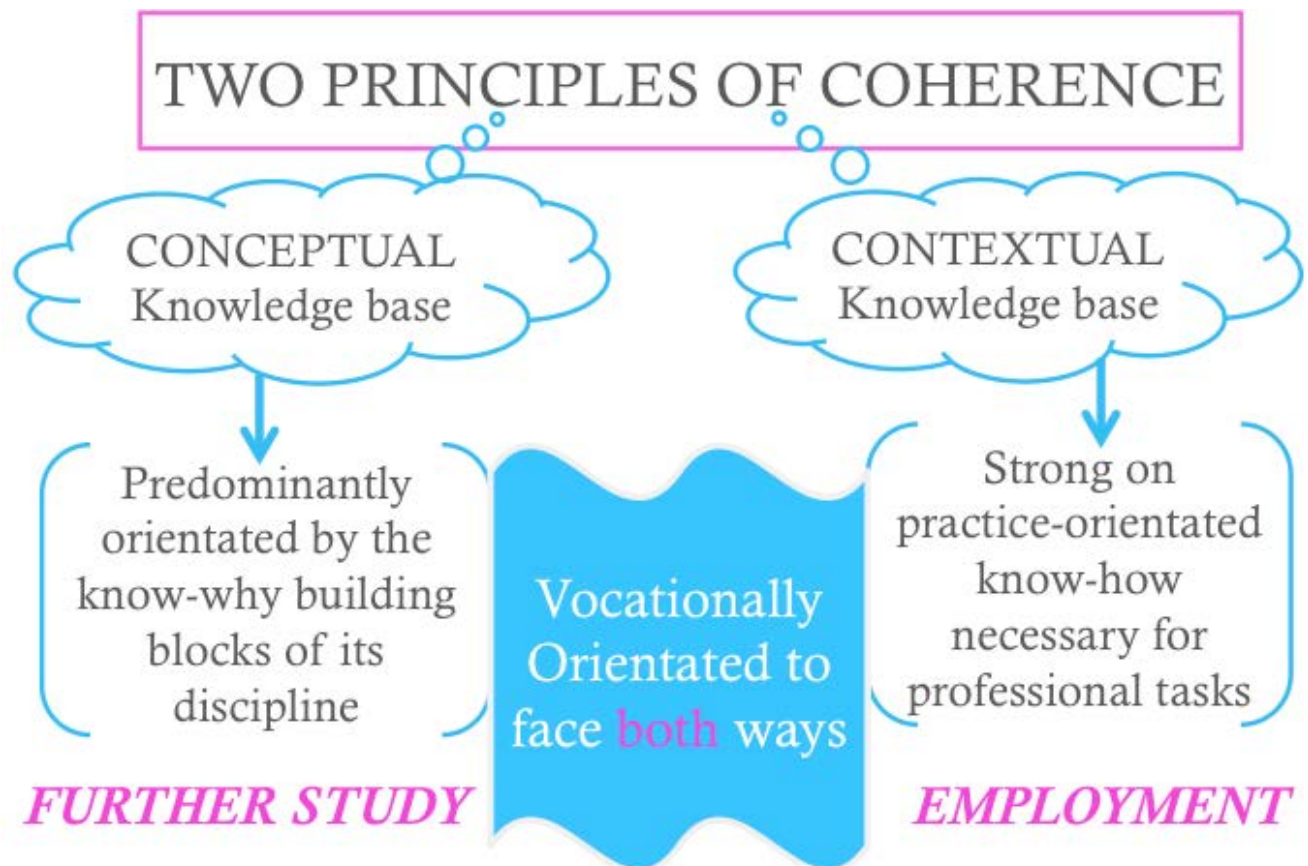 TWO PRINCIPLES OF COHERENCE
CONCEPTUAL
Knowledge base
CONTEXTUAL
Knowledge base
Predominantly
orientated by the
know-why building
blocks of its
discipline
Vocationally
Orientated to
face both ways
Strong on
practice-orientated
know-how
necessary for
professional tasks
FURTHER STUDY
EMPLOYMENT